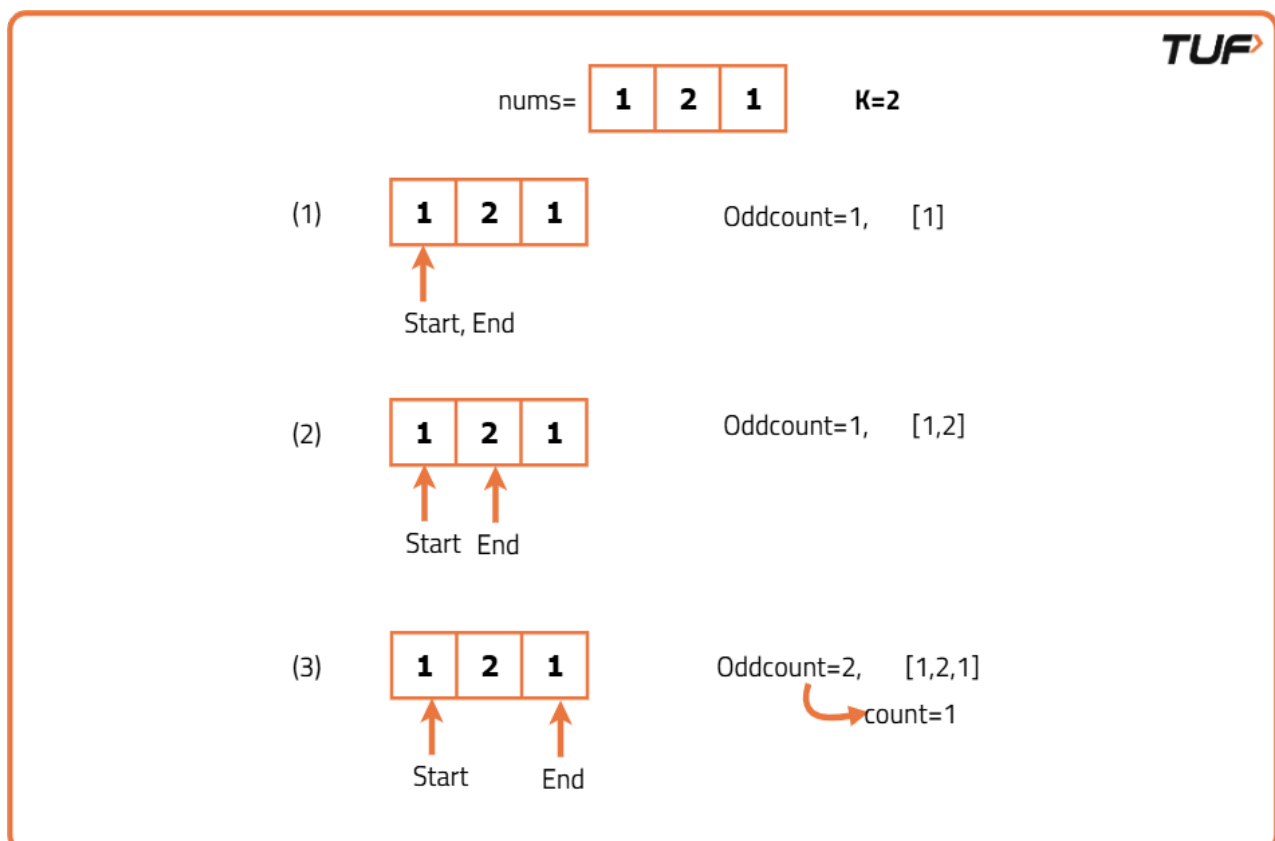 TUF
nums= 1 2 1 K=2
(1) 1 2 1 Oddcount=1, [1]
Start, End
(2) 1 2 1 Oddcount=1, [1,2]
Start End
(3) 1 2 1 Oddcount=2, [1,2,1]
count=1
Start End